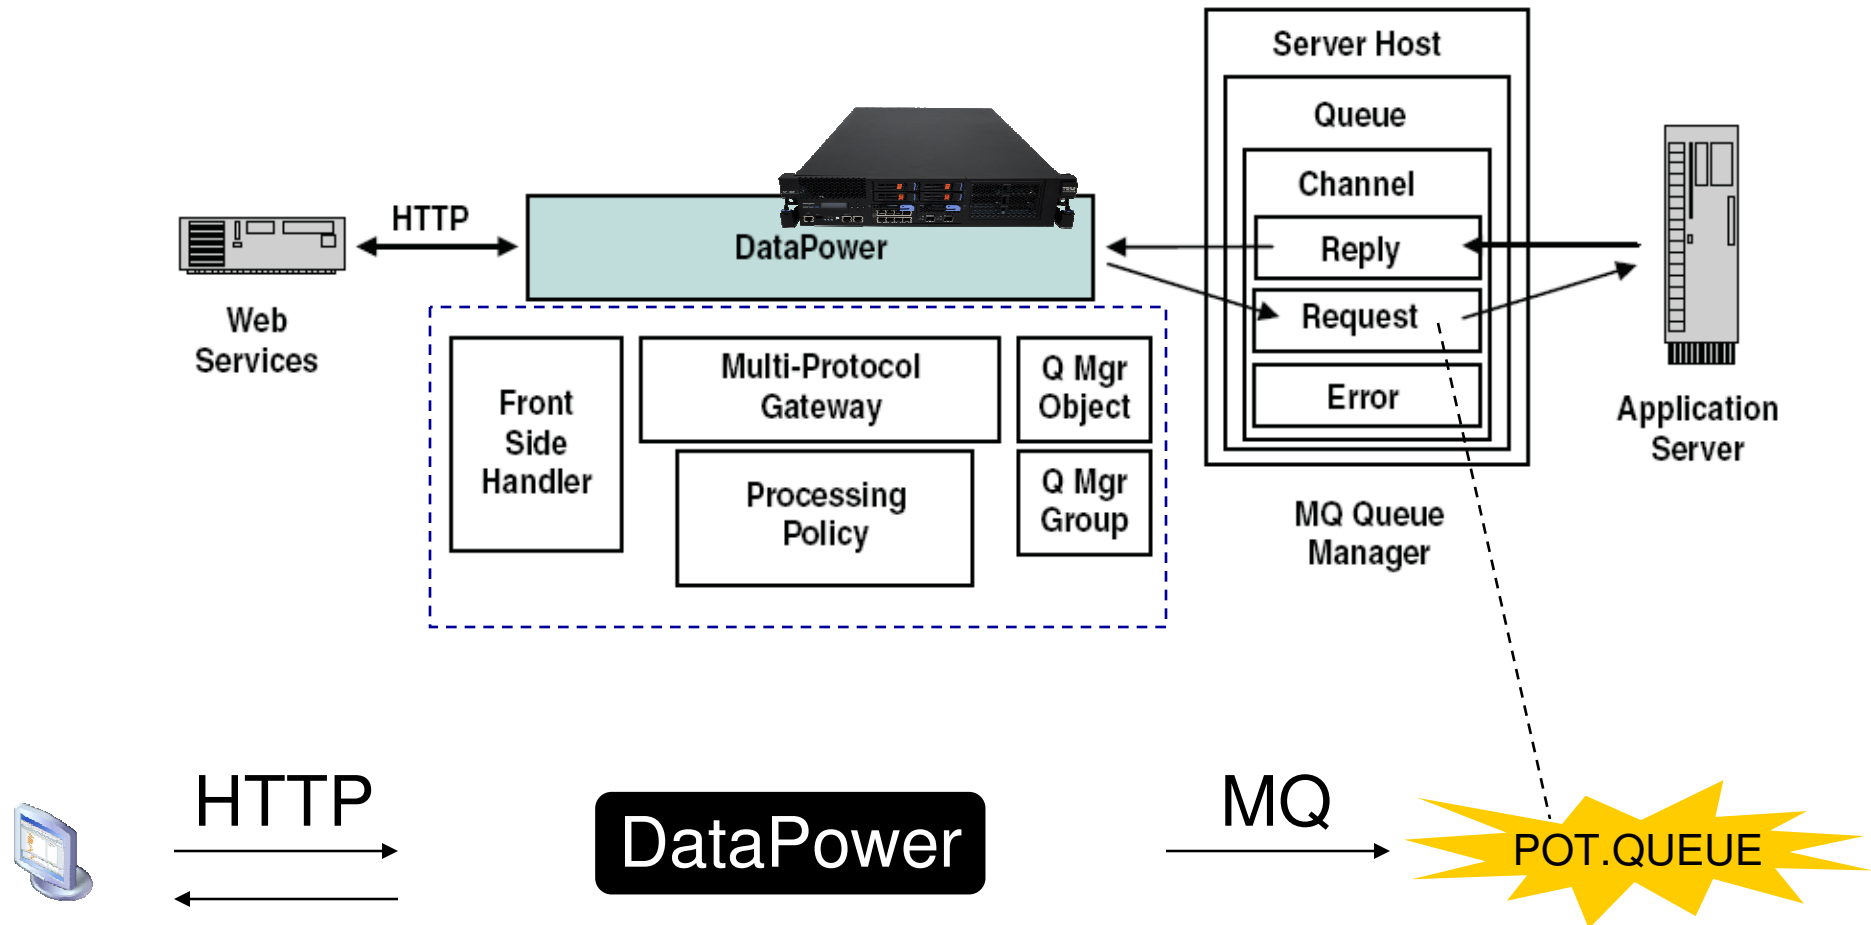 Server Host
Queue
Channel
HTTP
DataPower
Reply
Request
Error
Web
Services
Front
Side
Handler
Multi-Protocol
Gateway
Processing
Policy
Q Mgr
Object
Q Mgr
Group
MQ Queue
Manager
Application
Server
HTTP
DataPower
MQ
POT.QUEUE